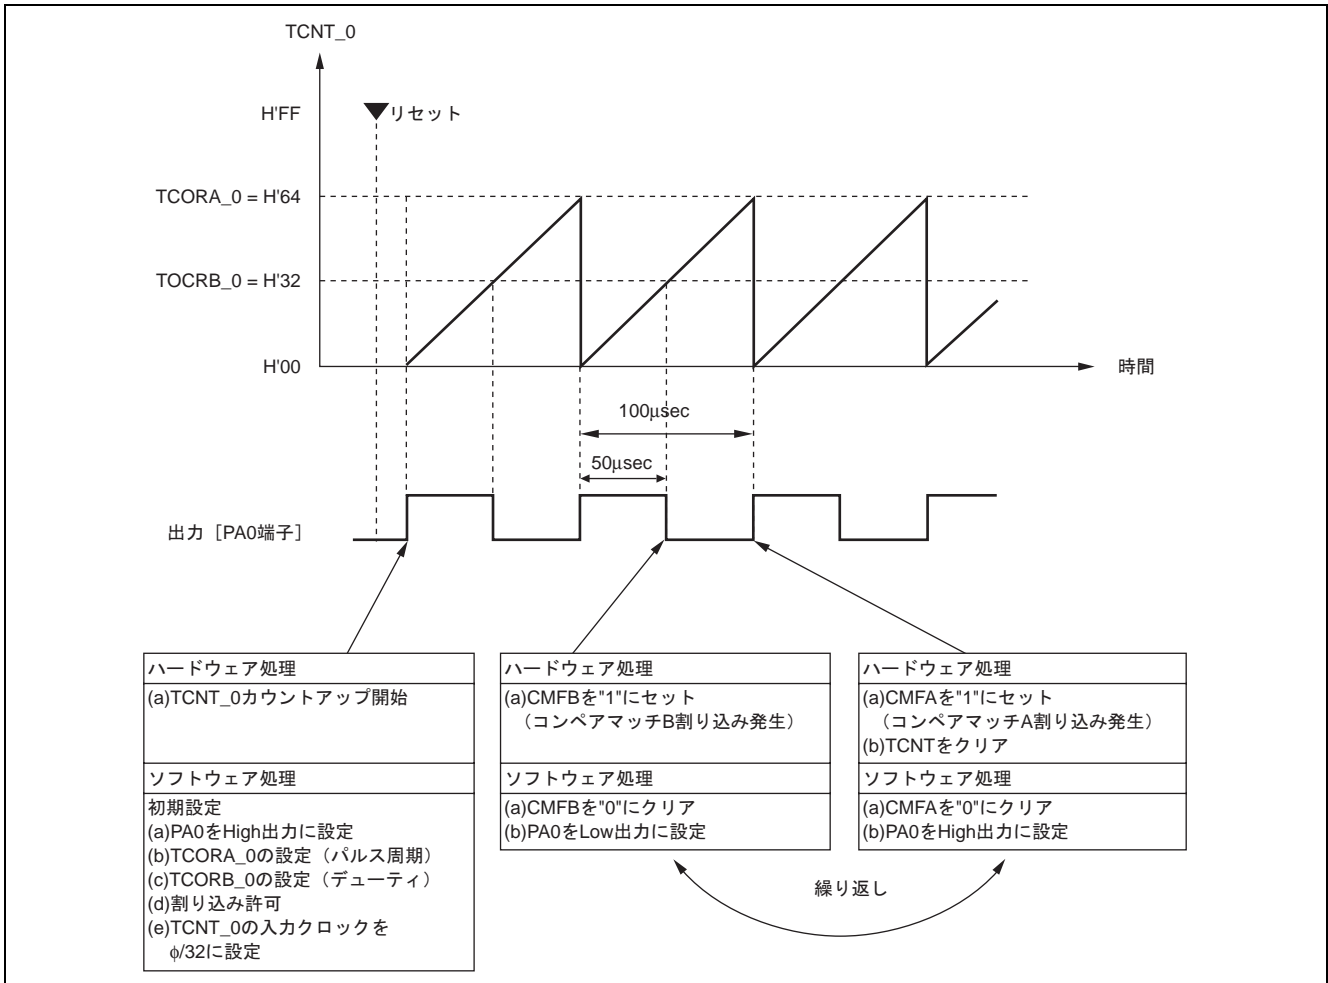 TCNT_0
H'FF
リセット
TCORA_0 = H'64
TOCRB_0 = H'32
H'00
時間
100μsec
50μsec
出力［PA0端子］
ハードウェア処理
(a)TCNT_0カウントアップ開始
ソフトウェア処理
初期設定
(a)PA0をHigh出力に設定
(b)TCORA_0の設定（パルス周期）
(c)TCORB_0の設定（デューティ）
(d)割り込み許可
(e)TCNT_0の入力クロックを
φ/32に設定
ハードウェア処理
(a)CMFBを"1"にセット
（コンペアマッチB割り込み発生）
ソフトウェア処理
(a)CMFBを"0"にクリア
(b)PA0をLow出力に設定
ハードウェア処理
(a)CMFAを"1"にセット
（コンペアマッチA割り込み発生）
(b)TCNTをクリア
ソフトウェア処理
(a)CMFAを"0"にクリア
(b)PA0をHigh出力に設定
繰り返し